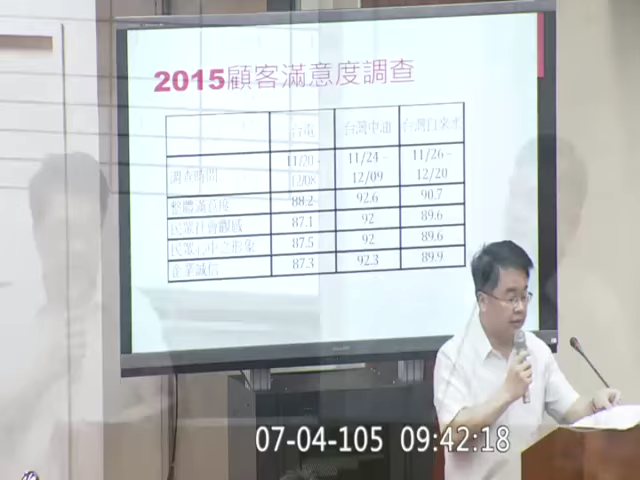 2015顧客滿意度調查
台電 台灣中油 台灣自來水
調查時間 11/20~12/08 11/24~12/09 11/26~12/20
整體滿意度 88.2 92.6 90.7
民眾社會觀感 87.1 92 89.6
民眾心中之形象 87.5 92 89.6
企業誠信 87.3 92.3 89.9
07-04-105 09:42:18